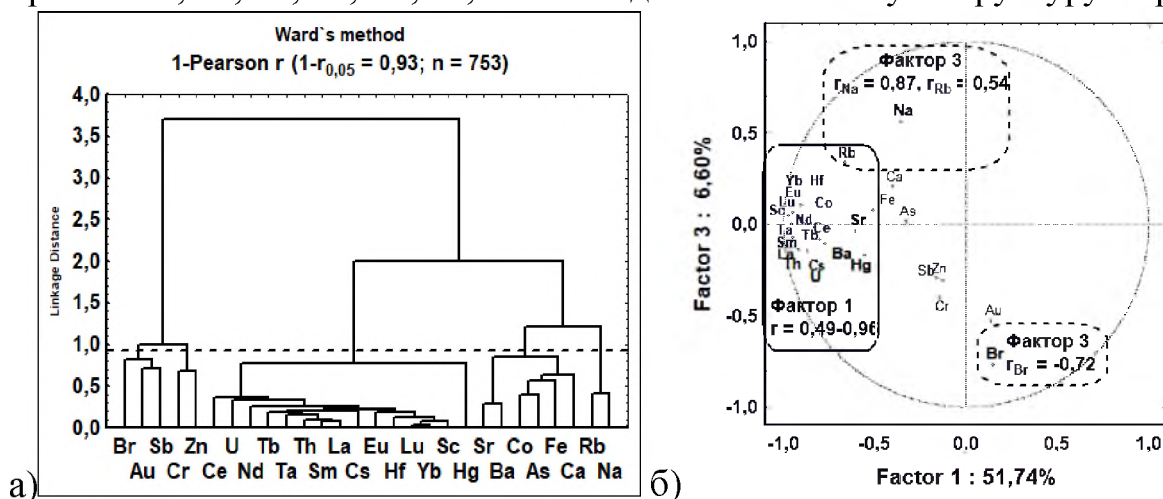 Ward`s method
1-Pearson r (1-r0,05 = 0,93; n = 753)
Linkage Distance
4,0
3,5
3,0
2,5
2,0
1,5
1,0
0,5
0,0
Br Sb Zn U Tb Th La Eu Lu Sc Sr Co Fe Rb
Au Cr Ce Nd Ta Sm Cs Hf Yb Hg Ba As Ca Na
а)
1,0
0,5
0,0
-0,5
-1,0
Factor 3 : 6,60%
Фактор 3
rNa = 0,87, rRb = 0,54
Na
Rb
Ca
Yb Hf
Eu
Lu Co Fe
Sc As
Nd Sr
Ta Tb Ce
Sm
La Ba
Th Cs Hg
U
Sb Zn
Cr
Фактор 1
r = 0,49-0,96
Au
Фактор 3
Br rBr = -0,72
-1,0 -0,5 0,0 0,5 1,0
Factor 1 : 51,74%
б)